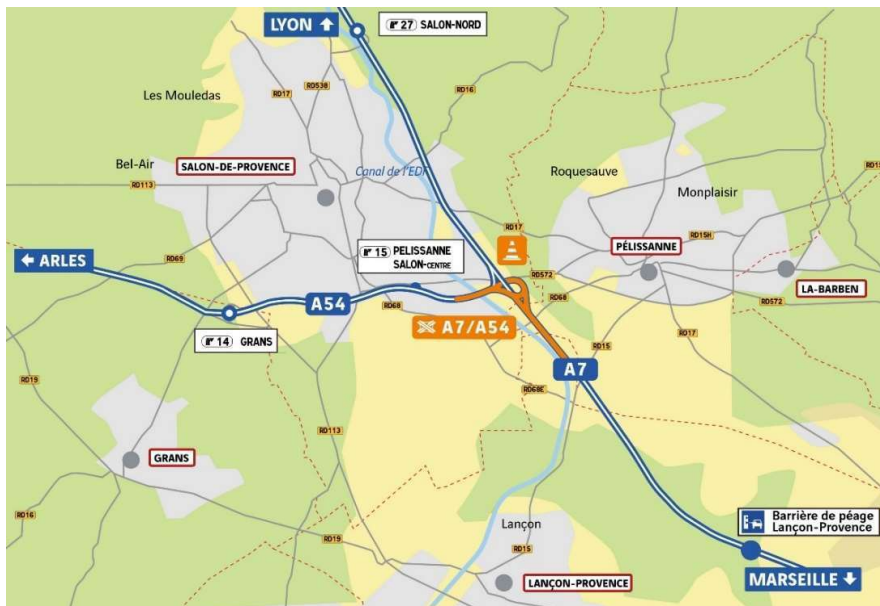 LYON
27 SALON-NORD
RD17
RD538
RD16
Les Mouledas
Bel-Air
RD113
SALON-DE-PROVENCE
Canal de l'EDF
Roquesauve
Monplaisir
RD17
RD15H
15 PELISSANNE
SALON-CENTRE
PÉLISSANNE
ARLES
RD69
RD572
LA-BARBEN
RD572
RD68
RD68
A54
A7/A54
14 GRANS
RD17
RD15
A7
RD19
RD68E
RD113
GRANS
RD16
RD19
Lançon
RD15
Barrière de péage
Lançon-Provence
LANÇON-PROVENCE
MARSEILLE